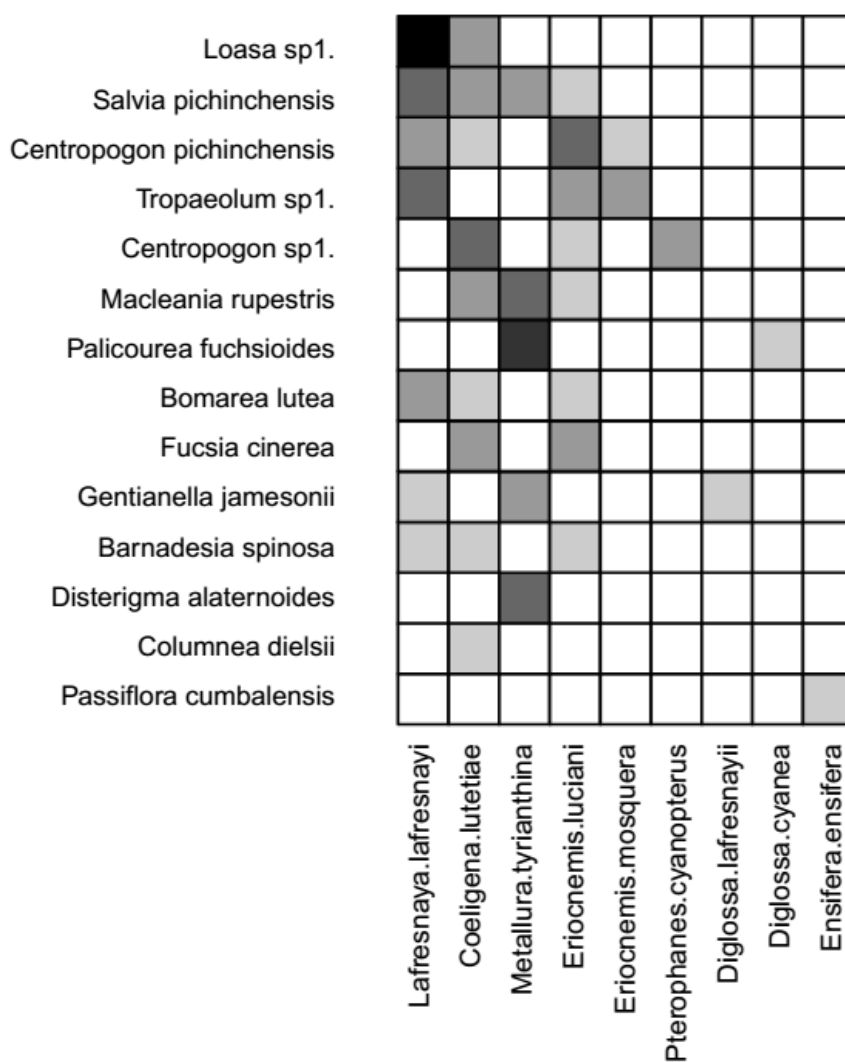 Loasa sp1.
Salvia pichinchensis
Centropogon pichinchensis
Tropaeolum sp1.
Centropogon sp1.
Macleania rupestris
Palicourea fuchsioides
Bomarea lutea
Fucsia cinerea
Gentianella jamesonii
Barnadesia spinosa
Disterigma alaternoides
Columnea dielsii
Passiflora cumbalensis
Lafresnaya.lafresnayi
Coeligena.lutetiae
Metallura.tyrianthina
Eriocnemis.luciani
Eriocnemis.mosquera
Pterophanes.cyanopterus
Diglossa.lafresnayii
Diglossa.cyanea
Ensifera.ensifera